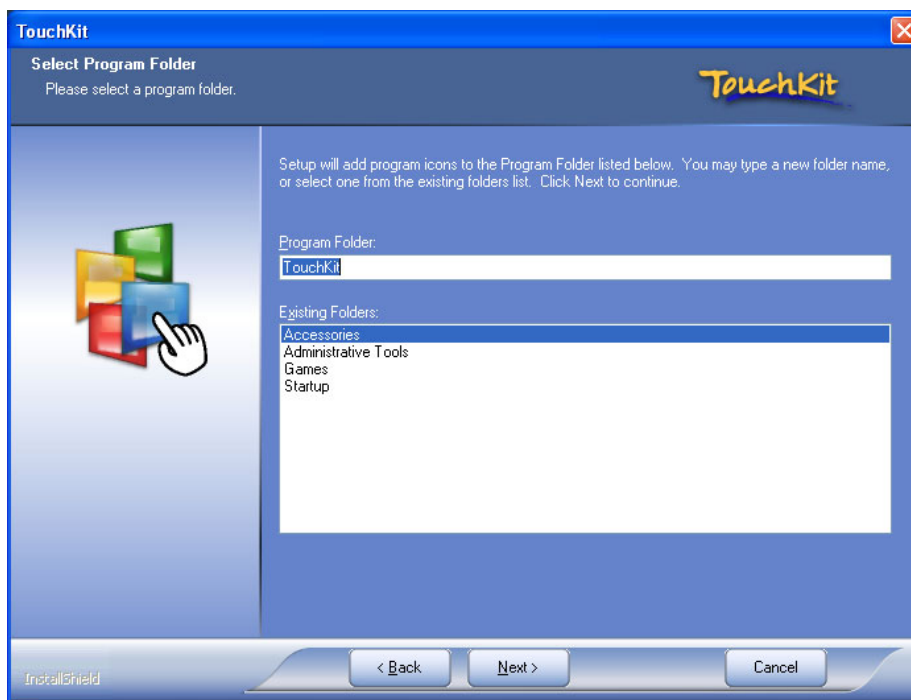 TouchKit
Select Program Folder
Please select a program folder.
TouchKit
Setup will add program icons to the Program Folder listed below. You may type a new folder name,
or select one from the existing folders list. Click Next to continue.
Program Folder:
TouchKit
Existing Folders:
Accessories
Administrative Tools
Games
Startup
InstallShield
< Back
Next >
Cancel